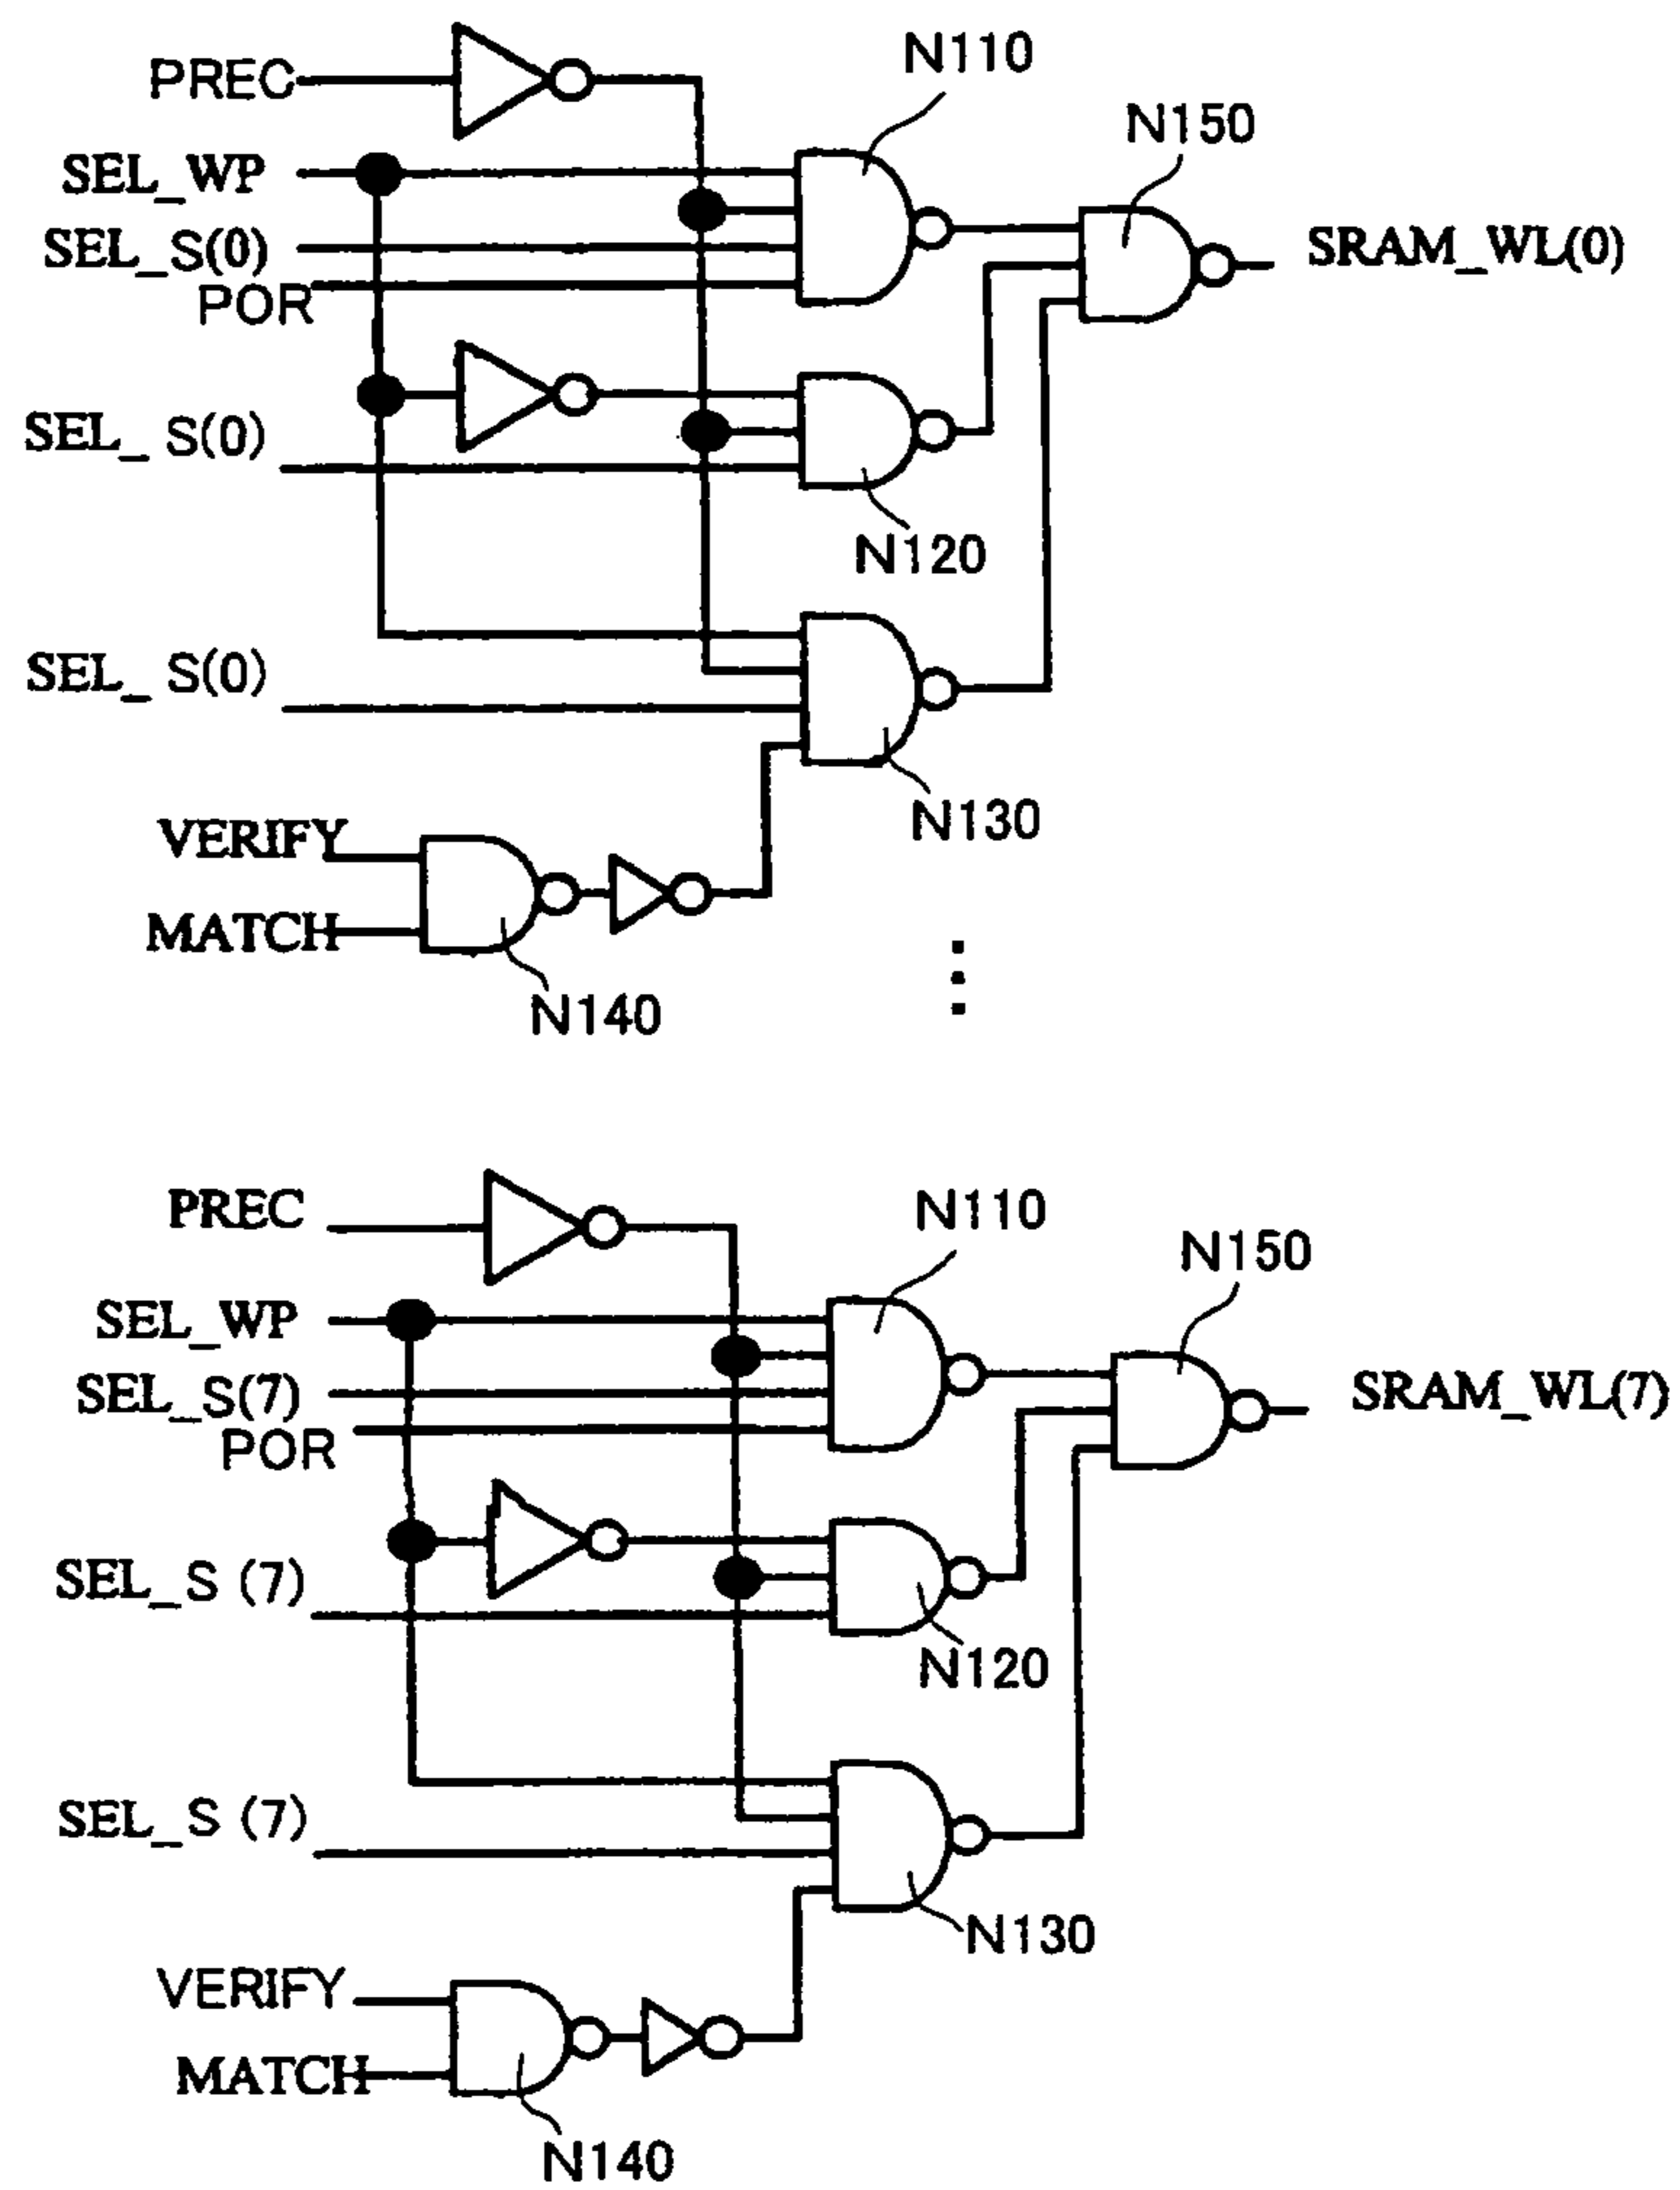 N110
PREC
N150
SEL_WP
SEL_S(0)
SRAM_WL(0)
POR
SEL_ S(0)
N120
SEL_ S(0)
N130
VERIFY
MATCH
N140
PREC
N110
N150
SEL_WP
SEL_S(7)
SRAM_WL(7)
POR
SEL_S (7)
N120
SEL_S (7)
N130
VERIFY
MATCH
N140